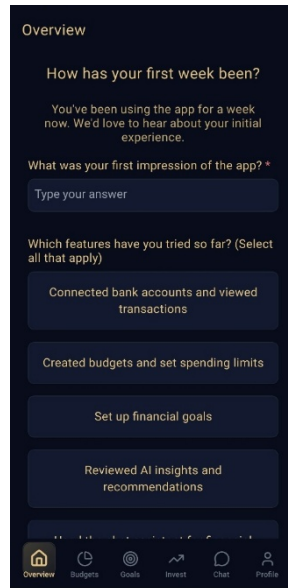 Overview
How has your first week been?
You've been using the app for a week
now. We'd love to hear about your initial
experience.
What was your first impression of the app? *
Type your answer
Which features have you tried so far? (Select
all that apply)
Connected bank accounts and viewed
transactions
Created budgets and set spending limits
Set up financial goals
Reviewed AI insights and
recommendations
Overview Budgets Goals Invest Chat Profile